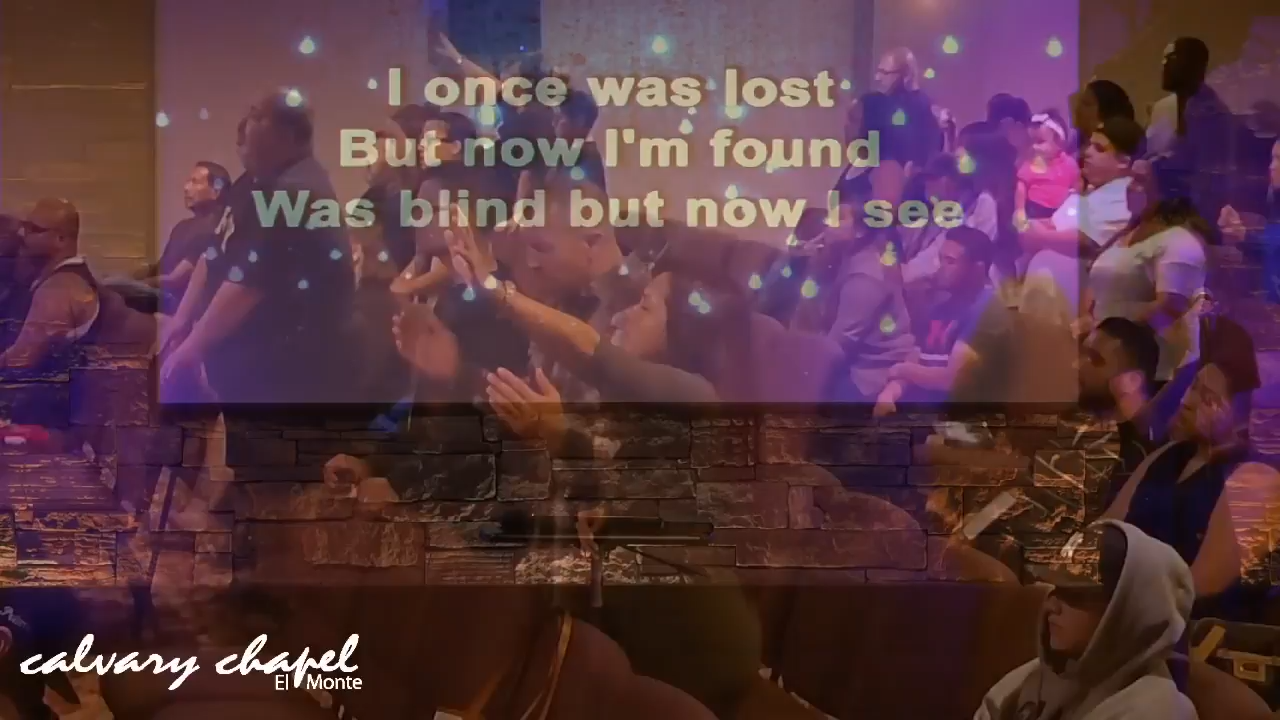 I once was lost
But now I'm found
Was blind but now I see
calvary chapel
El Monte